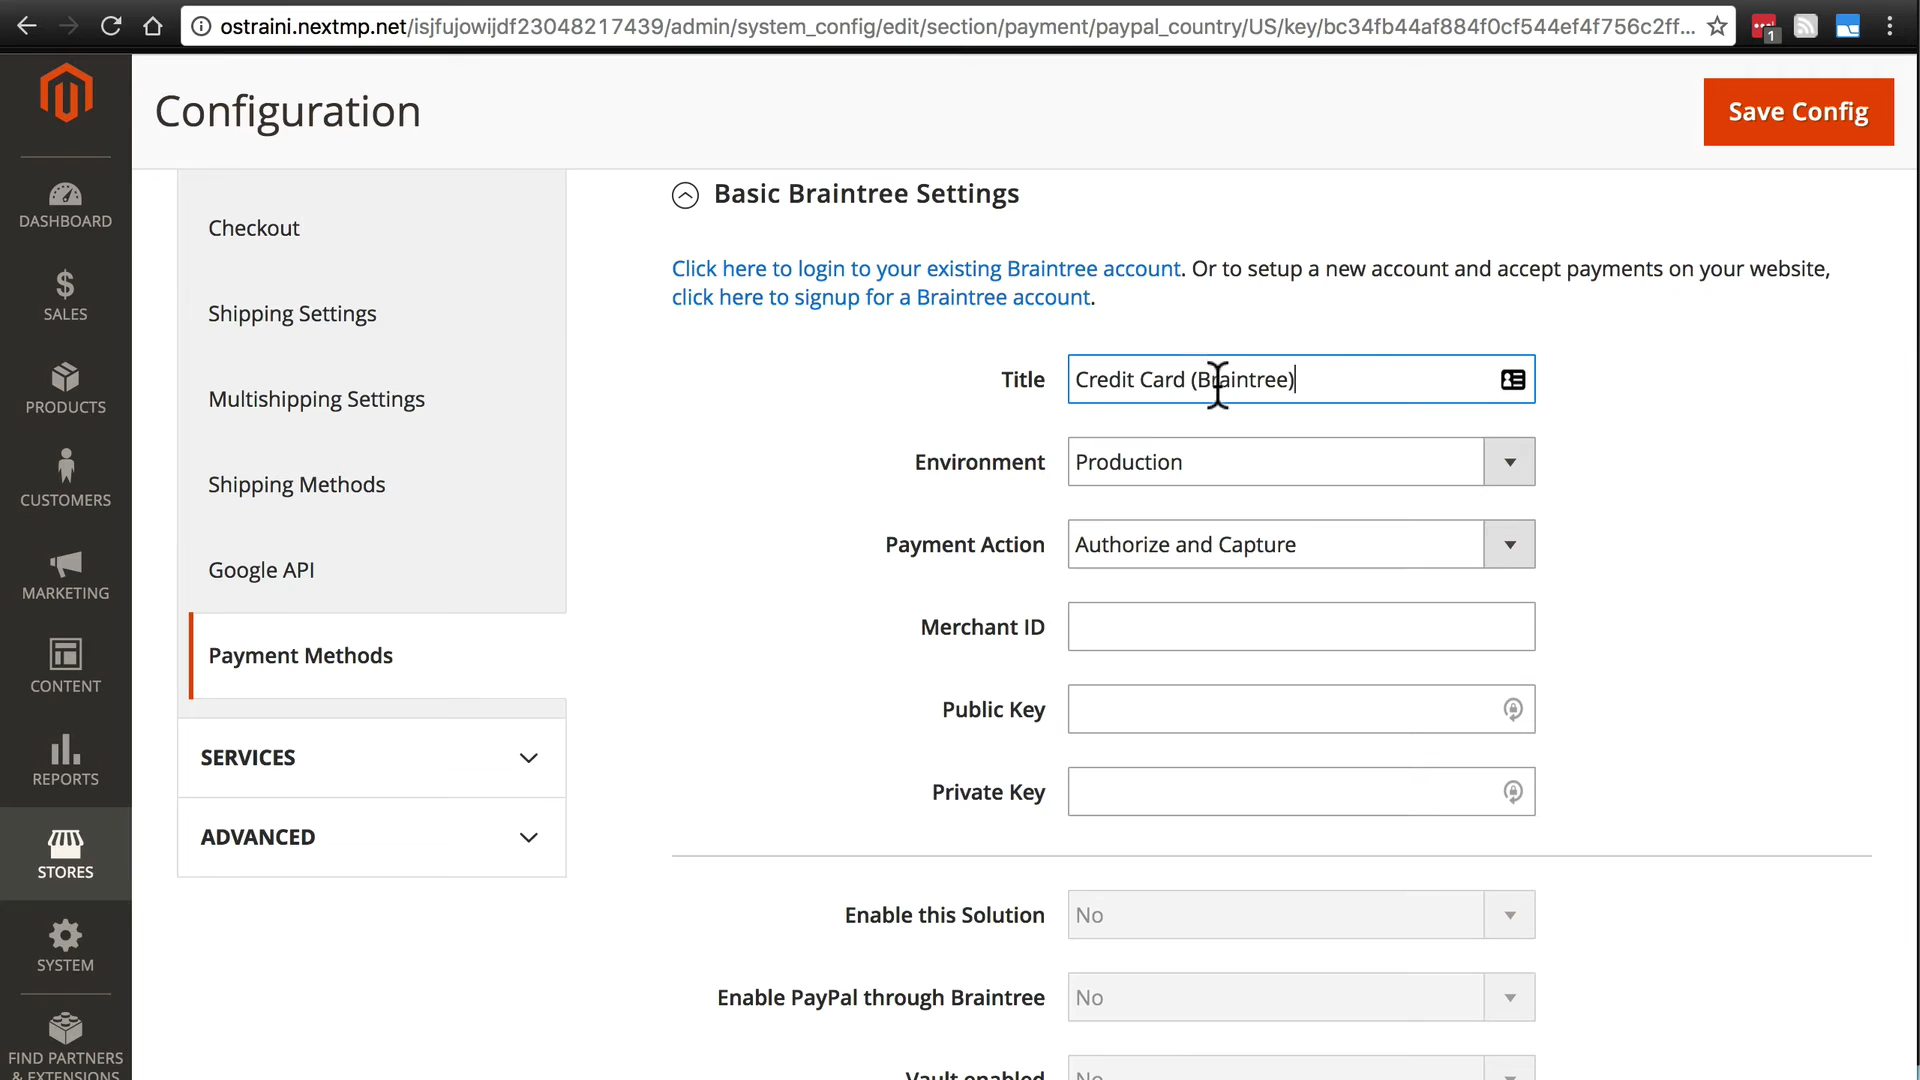 ostraini.nextmp.net/isjfujowijdf23048217439/admin/system_config/edit/section/payment/paypal_country/US/key/bc34fb44af884f0cf544ef4f756c2ff...
1
Configuration
Save Config
DASHBOARD
SALES
PRODUCTS
CUSTOMERS
MARKETING
CONTENT
REPORTS
STORES
SYSTEM
FIND PARTNERS
& EXTENSIONS
Checkout
Shipping Settings
Multishipping Settings
Shipping Methods
Google API
Payment Methods
SERVICES
ADVANCED
Basic Braintree Settings
Click here to login to your existing Braintree account. Or to setup a new account and accept payments on your website,
click here to signup for a Braintree account.
Title
Credit Card (Braintree)
Environment
Production
Payment Action
Authorize and Capture
Merchant ID
Public Key
Private Key
Enable this Solution
No
Enable PayPal through Braintree
No
Vault enabled
No